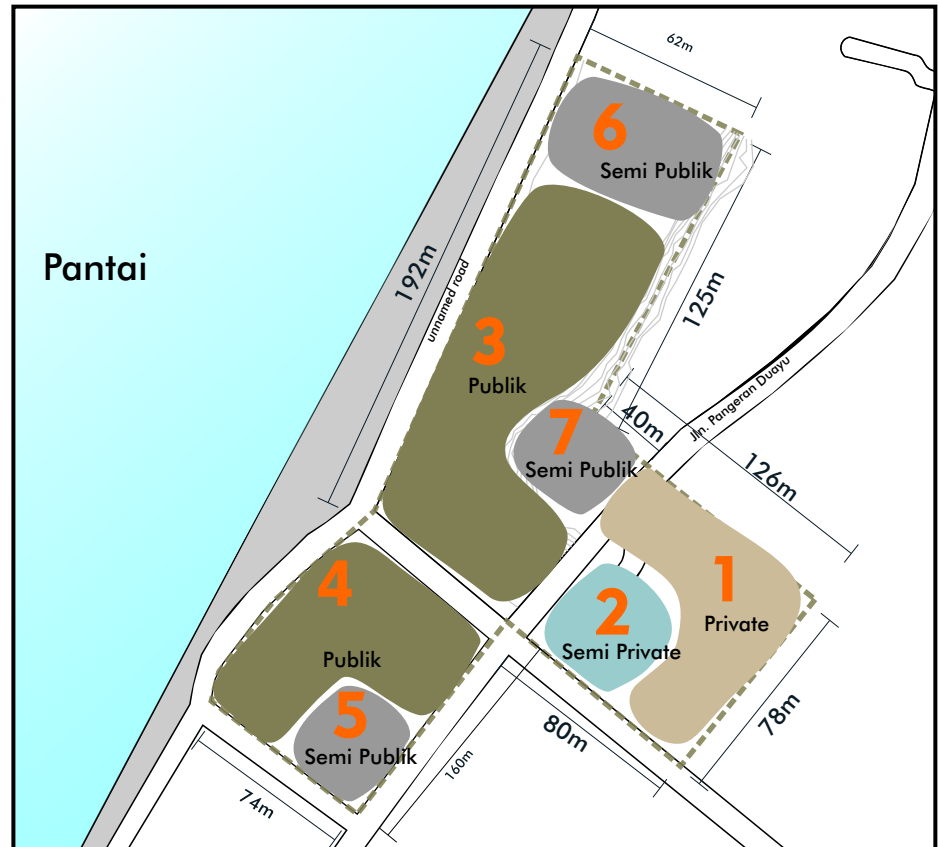 62m
6
Semi Publik
Pantai
192m
unnamed road
125m
3
Publik
Jln. Pangeran Duayu
40m
7
Semi Publik
126m
4
1
2
Private
Semi Private
Publik
5
Semi Publik
78m
80m
160m
74m